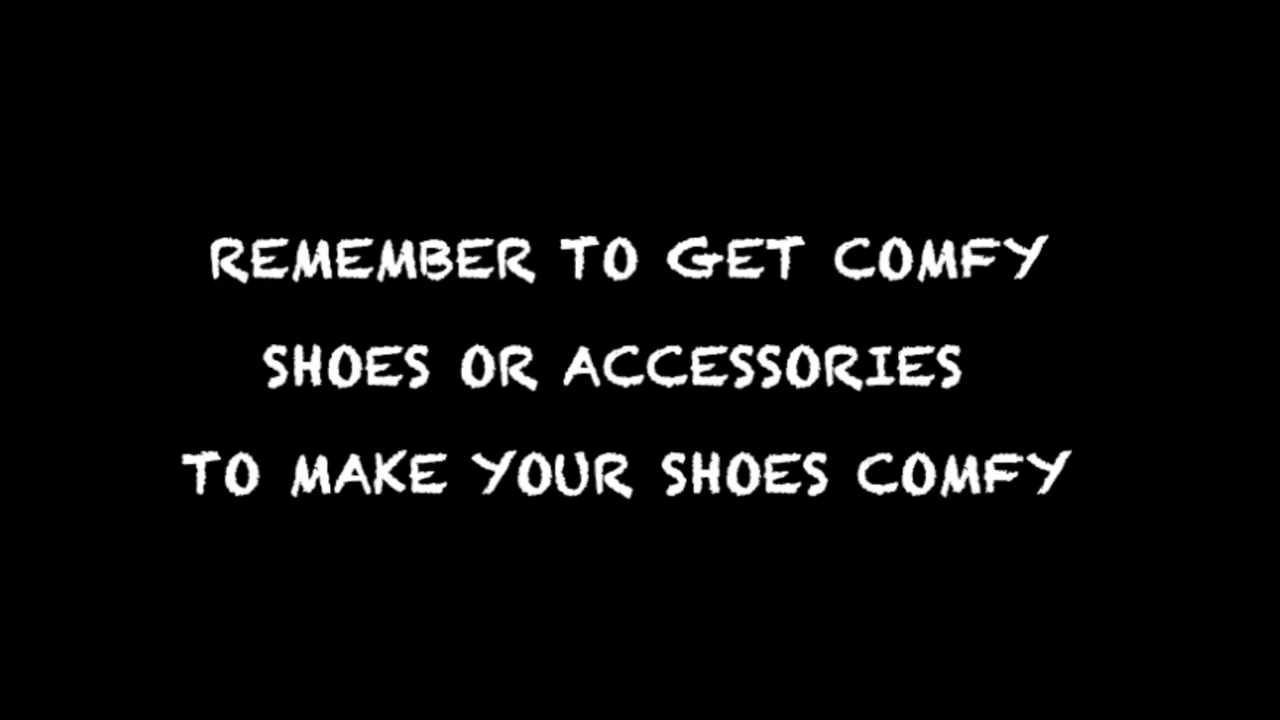 REMEMBER TO GET COMFY
SHOES OR ACCESSORIES
TO MAKE YOUR SHOES COMFY